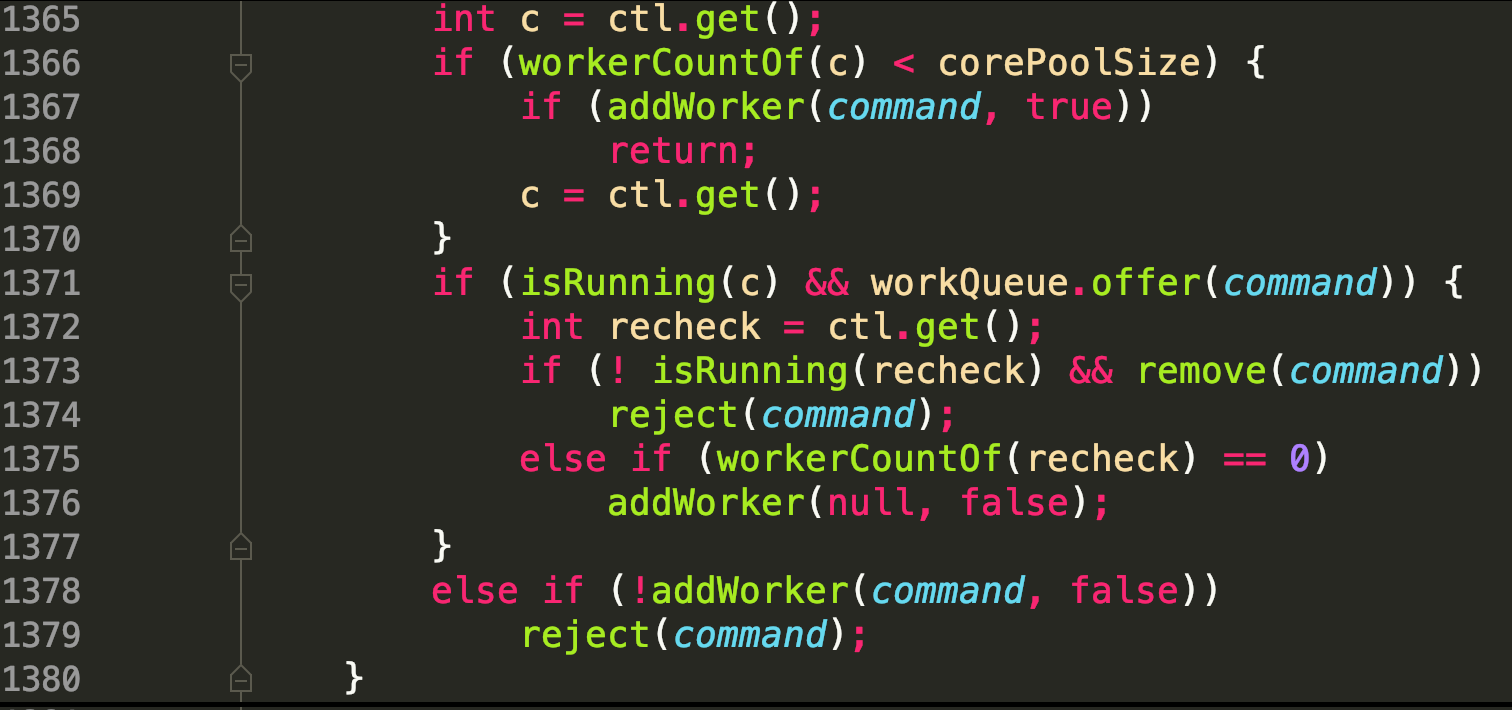 1365 int c = ctl.get();
1366 if (workerCountOf(c) < corePoolSize) {
1367 if (addWorker(command, true))
1368 return;
1369 c = ctl.get();
1370 }
1371 if (isRunning(c) && workQueue.offer(command)) {
1372 int recheck = ctl.get();
1373 if (! isRunning(recheck) && remove(command))
1374 reject(command);
1375 else if (workerCountOf(recheck) == 0)
1376 addWorker(null, false);
1377 }
1378 else if (!addWorker(command, false))
1379 reject(command);
1380 }